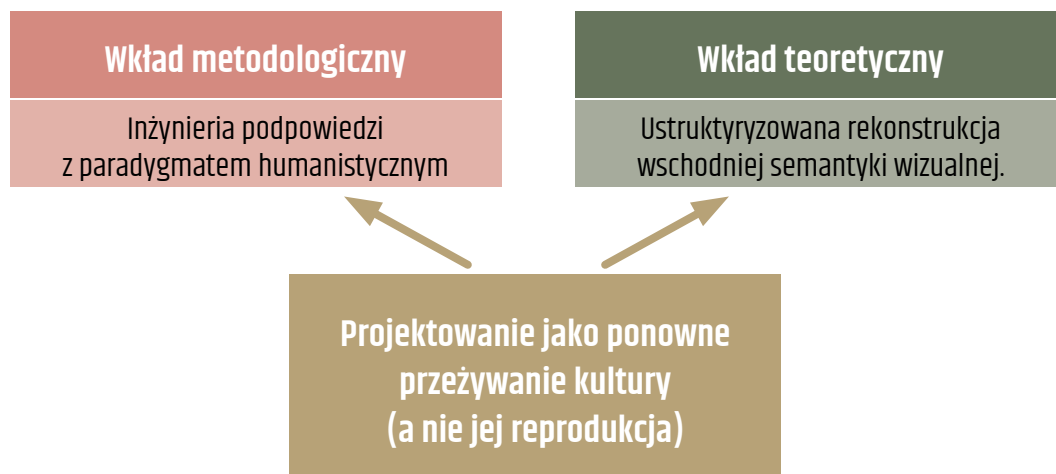 Wkład metodologiczny
Inżynieria podpowiedzi
z paradygmatem humanistycznym
Wkład teoretyczny
Ustruktyryzowana rekonstrukcja
wschodniej semantyki wizualnej.
Projektowanie jako ponowne
przeżywanie kultury
(a nie jej reprodukcja)